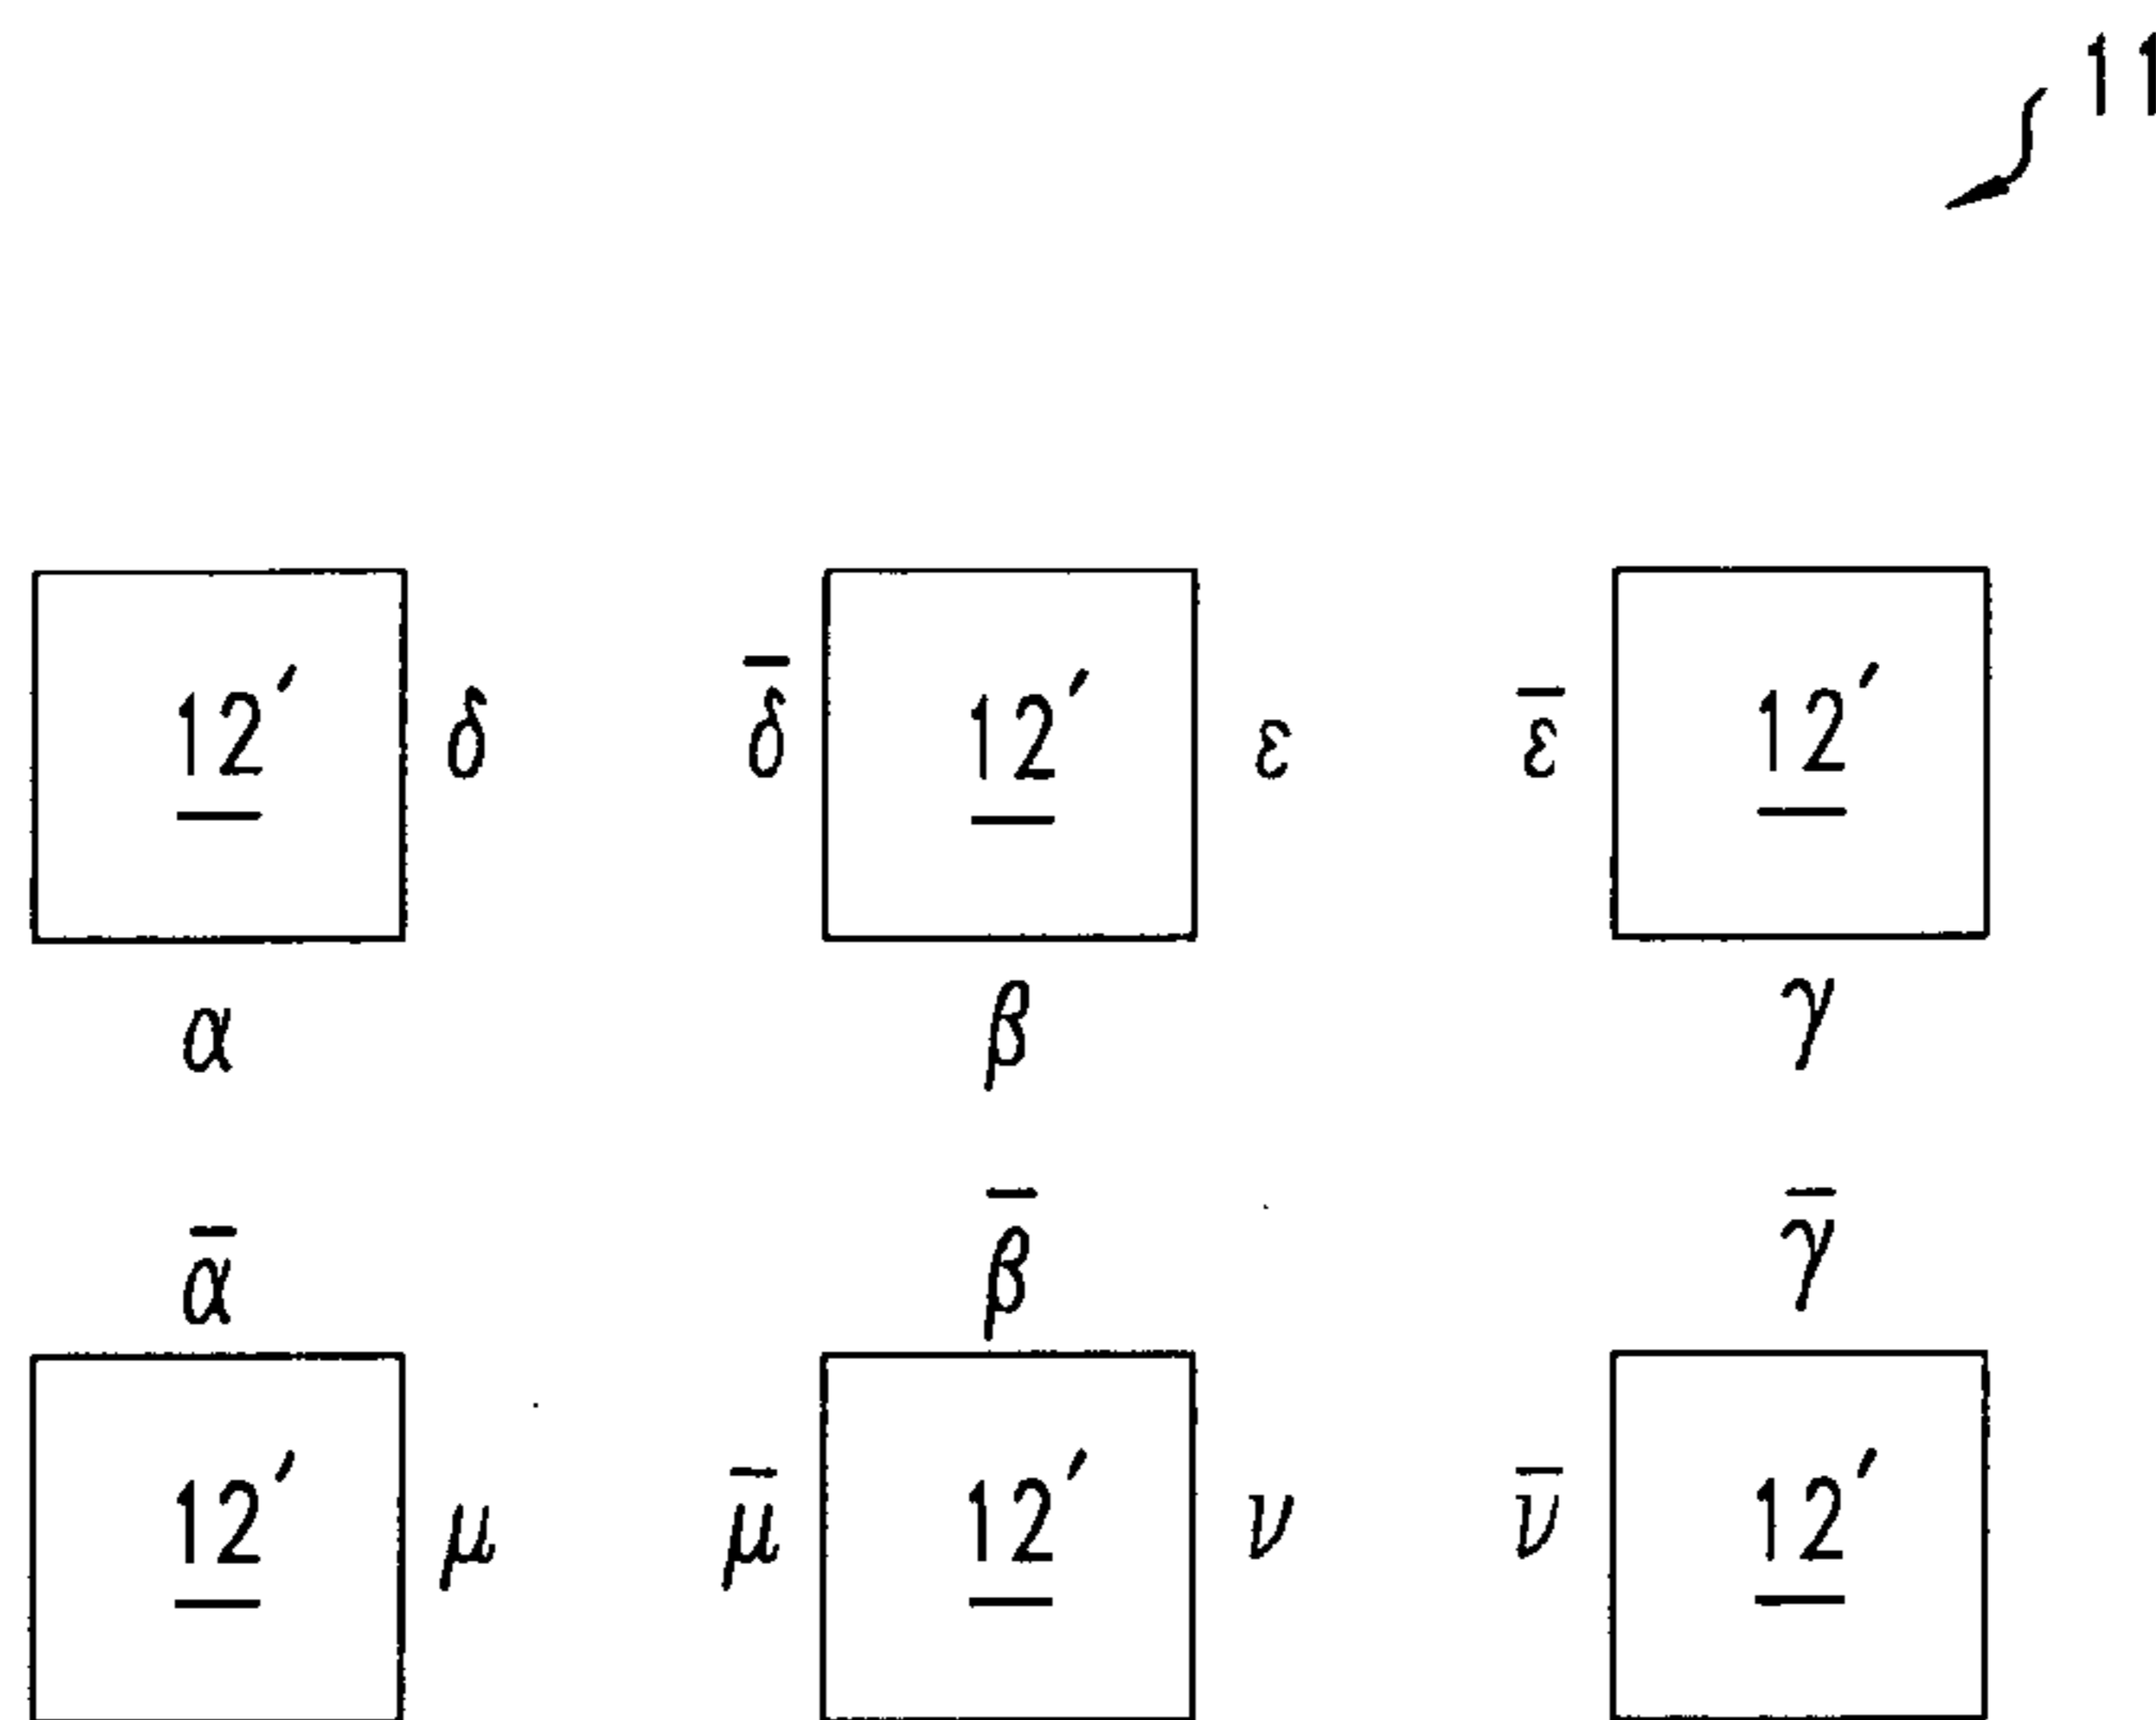 11
12′ δ δ̅ 12′ ε ε̅ 12′
α β γ
α̅ β̅ γ̅
12′ μ μ̅ 12′ ν ν̅ 12′